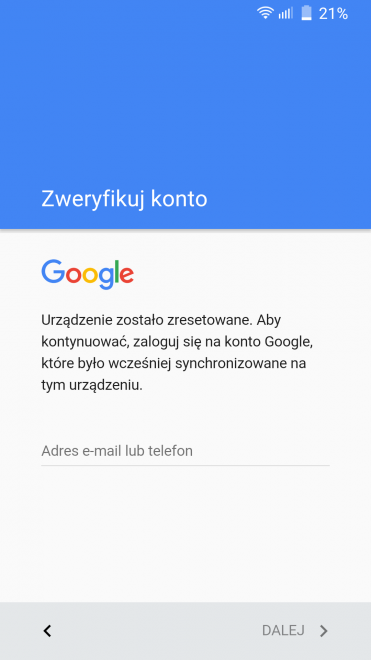 21%
Zweryfikuj konto
Google
Urządzenie zostało zresetowane. Aby
kontynuować, zaloguj się na konto Google,
które było wcześniej synchronizowane na
tym urządzeniu.
Adres e-mail lub telefon
DALEJ